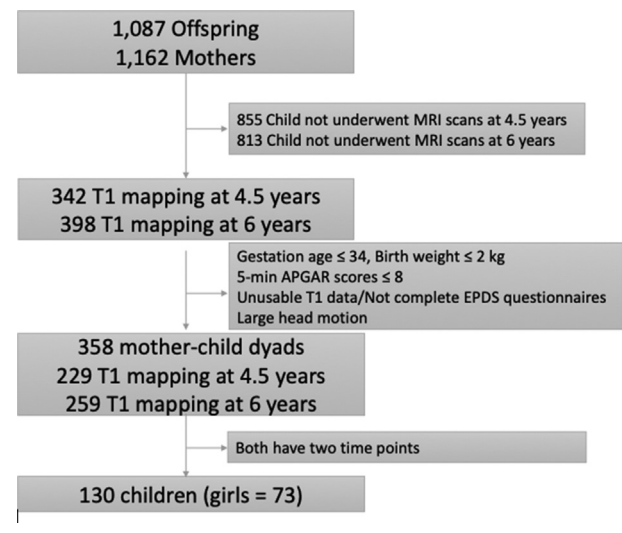 1,087 Offspring
1,162 Mothers
855 Child not underwent MRI scans at 4.5 years
813 Child not underwent MRI scans at 6 years
342 T1 mapping at 4.5 years
398 T1 mapping at 6 years
Gestation age ≤ 34, Birth weight ≤ 2 kg
5-min APGAR scores ≤ 8
Unusable T1 data/Not complete EPDS questionnaires
Large head motion
358 mother-child dyads
229 T1 mapping at 4.5 years
259 T1 mapping at 6 years
Both have two time points
130 children (girls = 73)